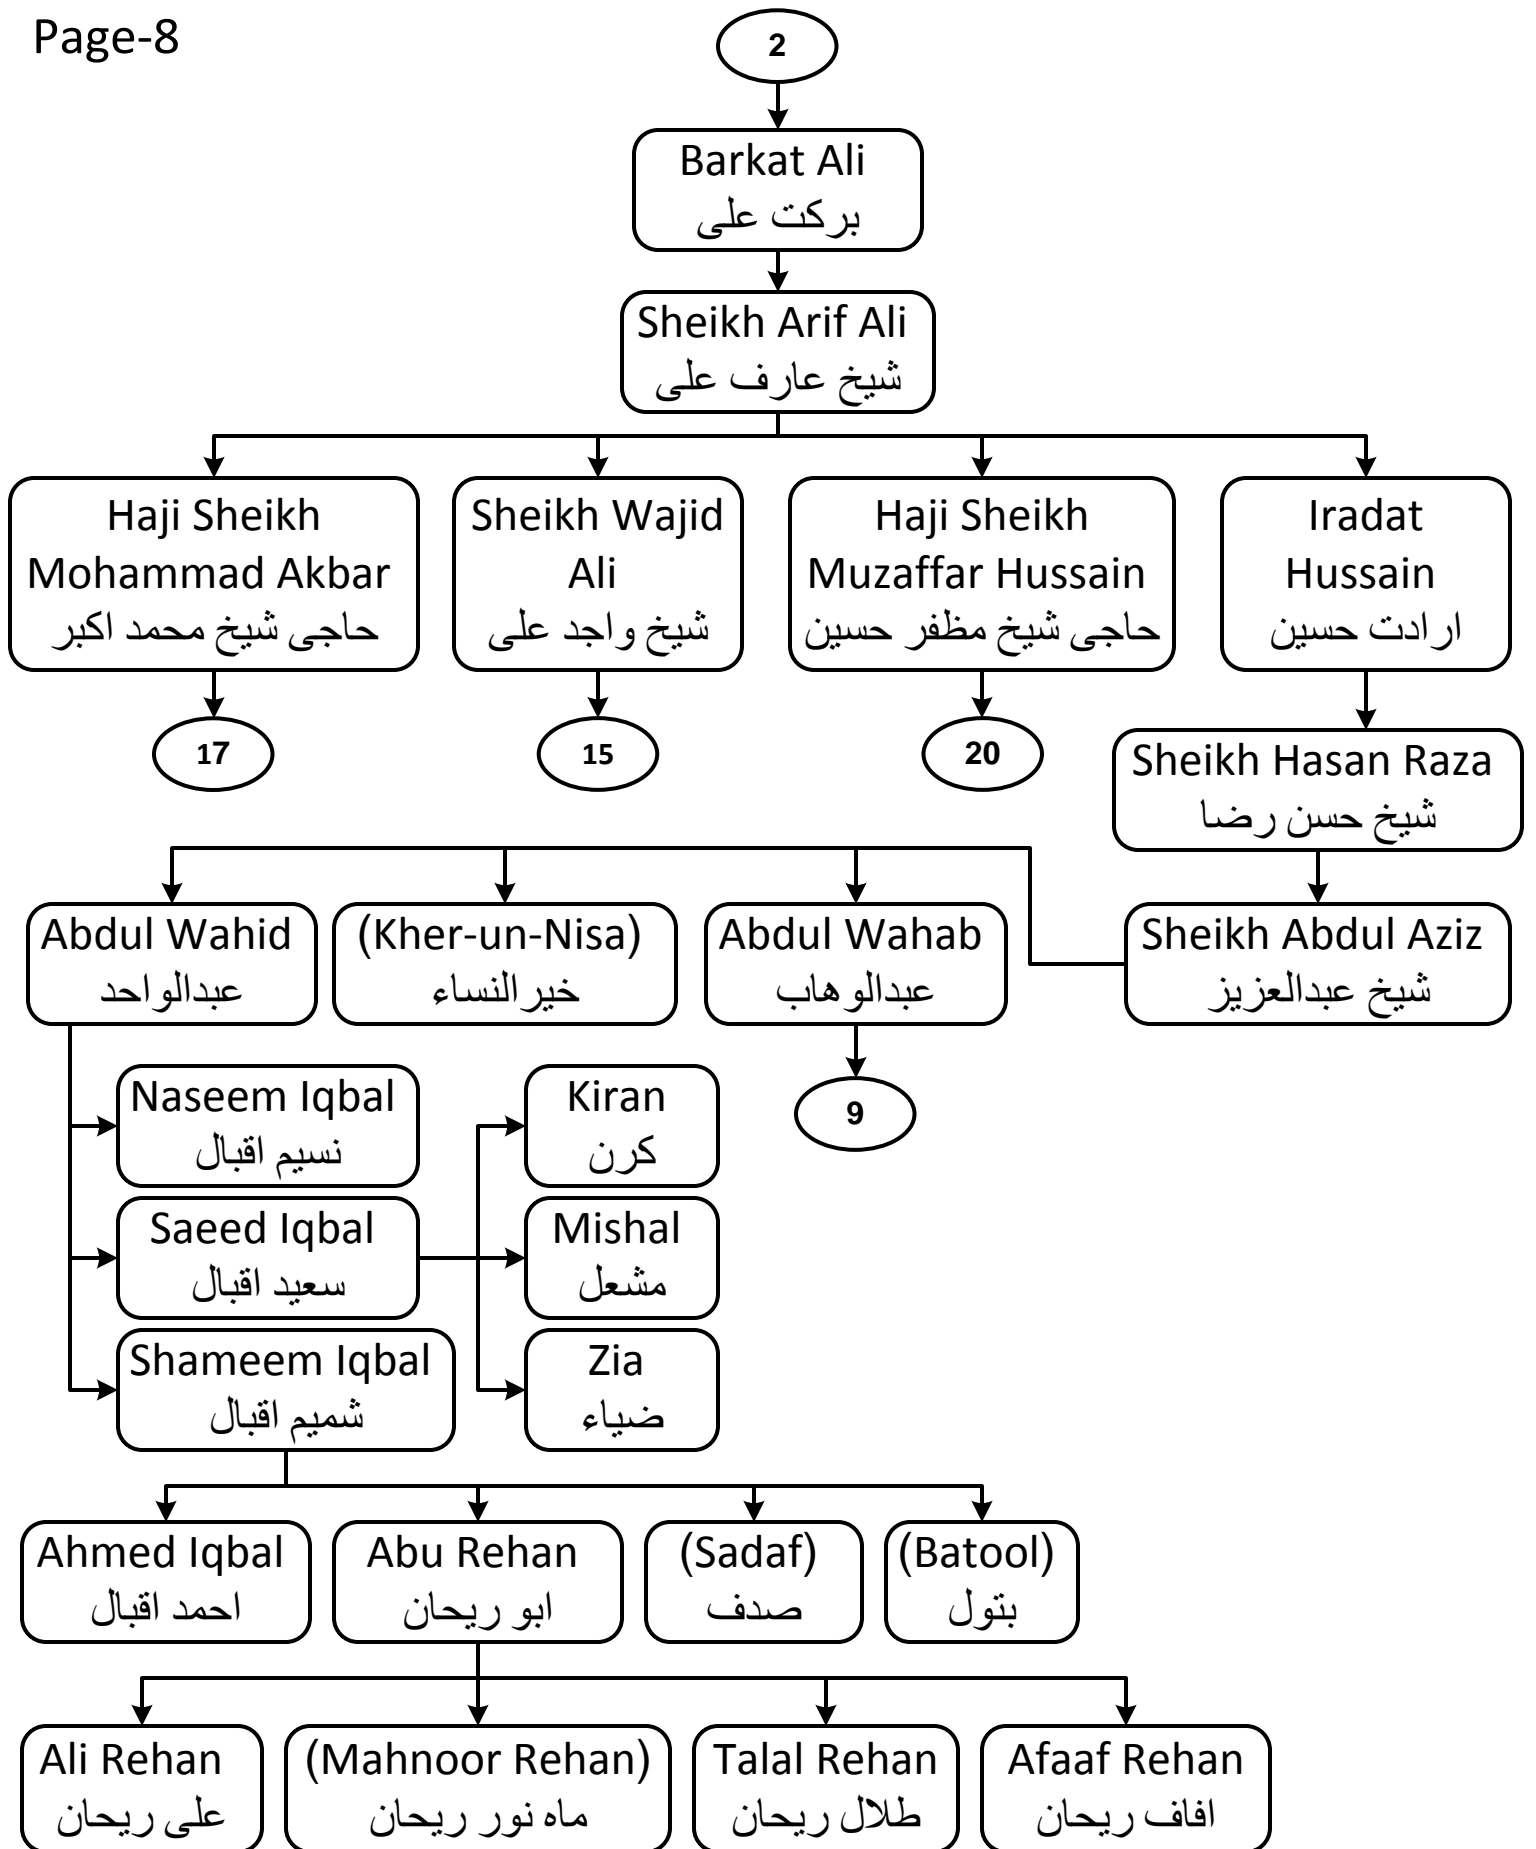 Page-8
2
Barkat Ali
برکت علی
Sheikh Arif Ali
شیخ عارف علی
Haji Sheikh
Mohammad Akbar
حاجی شیخ محمد اکبر
Sheikh Wajid
Ali
شیخ واجد علی
Haji Sheikh
Muzaffar Hussain
حاجی شیخ مظفر حسین
Iradat
Hussain
ارادت حسین
17
15
20
Sheikh Hasan Raza
شیخ حسن رضا
Abdul Wahid
عبدالواحد
(Kher-un-Nisa)
خیرالنساء
Abdul Wahab
عبدالوهاب
Sheikh Abdul Aziz
شیخ عبدالعزیز
9
Naseem Iqbal
نسیم اقبال
Kiran
کرن
Saeed Iqbal
سعید اقبال
Mishal
مشعل
Shameem Iqbal
شمیم اقبال
Zia
ضیاء
Ahmed Iqbal
احمد اقبال
Abu Rehan
ابو ریحان
(Sadaf)
صدف
(Batool)
بتول
Ali Rehan
علی ریحان
(Mahnoor Rehan)
ماه نور ریحان
Talal Rehan
طلال ریحان
Afaaf Rehan
افاف ریحان